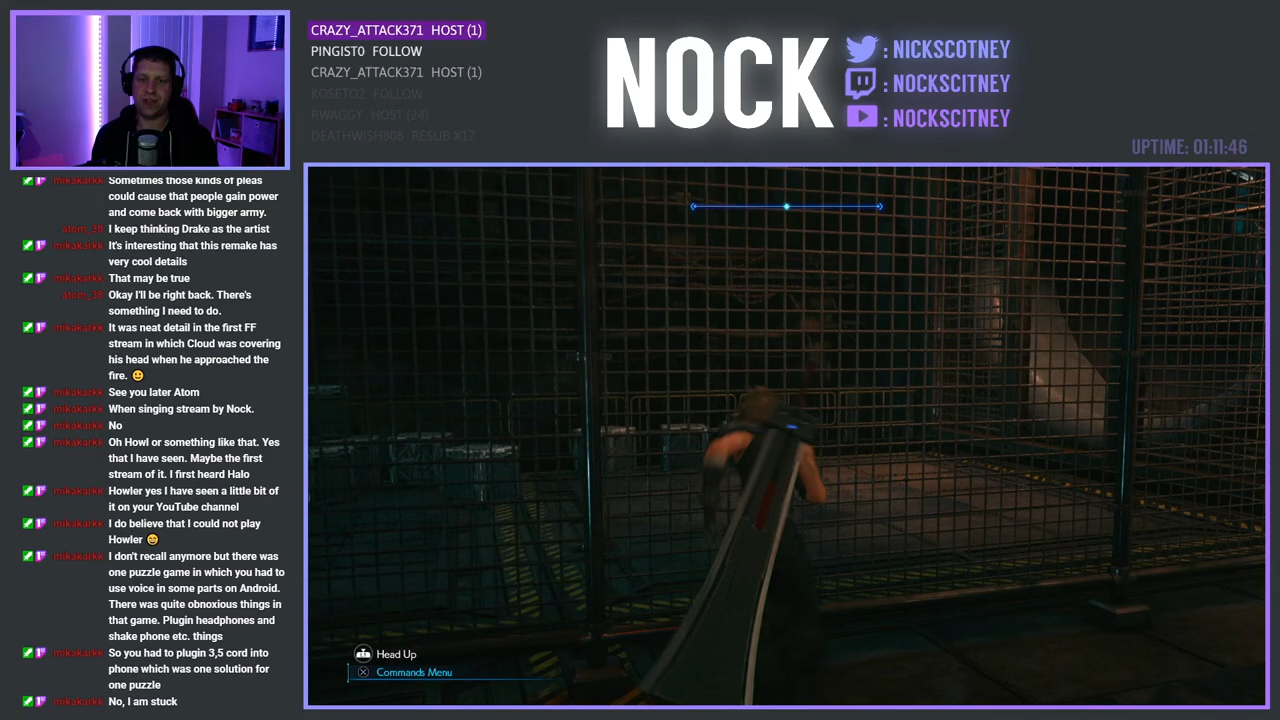 CRAZY_ATTACK371 HOST (1)
PINGIST0 FOLLOW
CRAZY_ATTACK371 HOST (1)
KOSETO2 FOLLOW
RWAGGY HOST (24)
DEATHWISH808 RESUB X17
NOCK
: NICKSCOTNEY
: NOCKSCITNEY
: NOCKSCITNEY
UPTIME: 01:11:46
mikakarkk Sometimes those kinds of pleas
could cause that people gain power
and come back with bigger army.
atom_38 I keep thinking Drake as the artist
mikakarkk It's interesting that this remake has
very cool details
mikakarkk That may be true
atom_38 Okay I'll be right back. There's
something I need to do.
mikakarkk It was neat detail in the first FF
stream in which Cloud was covering
his head when he approached the
fire. 😀
mikakarkk See you later Atom
mikakarkk When singing stream by Nock.
mikakarkk No
mikakarkk Oh Howl or something like that. Yes
that I have seen. Maybe the first
stream of it. I first heard Halo
mikakarkk Howler yes I have seen a little bit of
it on your YouTube channel
mikakarkk I do believe that I could not play
Howler 😄
mikakarkk I don't recall anymore but there was
one puzzle game in which you had to
use voice in some parts on Android.
There was quite obnoxious things in
that game. Plugin headphones and
shake phone etc. things
mikakarkk So you had to plugin 3,5 cord into
phone which was one solution for
one puzzle
mikakarkk No, I am stuck
Head Up
Commands Menu